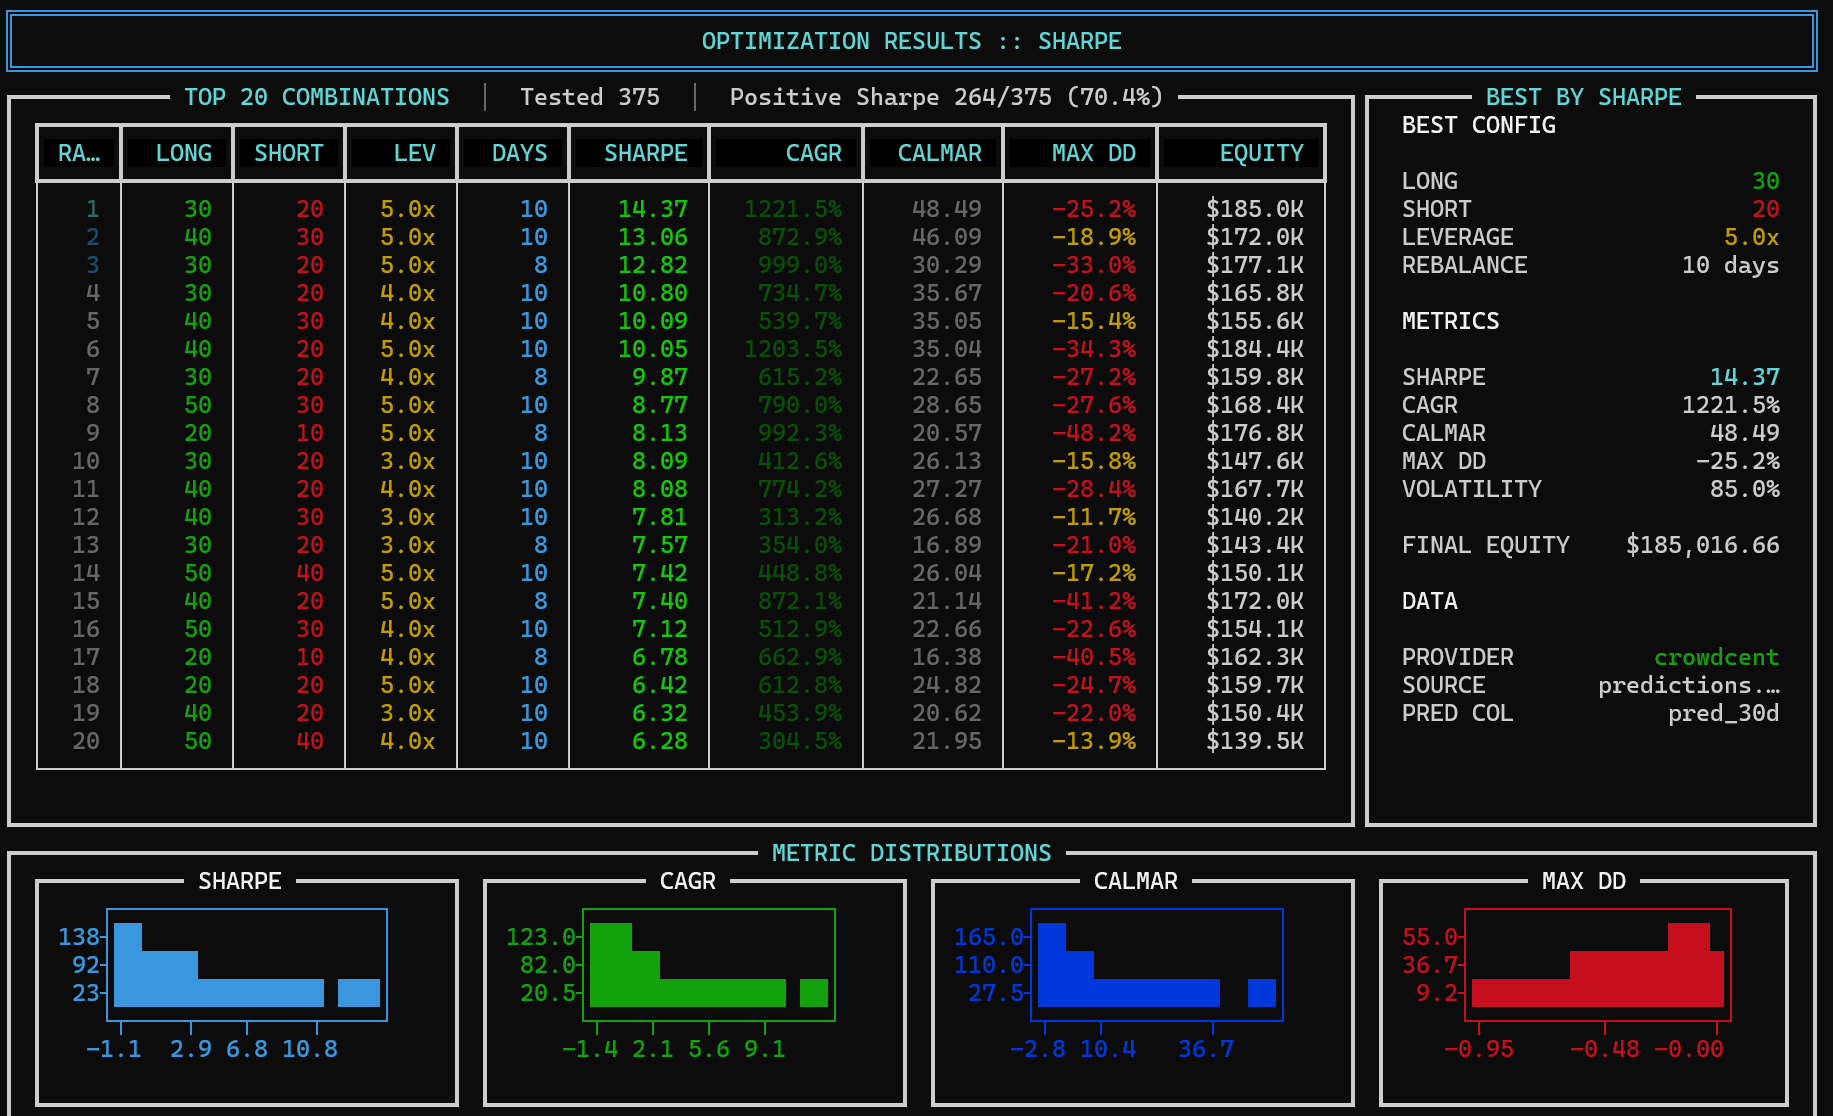 OPTIMIZATION RESULTS :: SHARPE
TOP 20 COMBINATIONS │ Tested 375 │ Positive Sharpe 264/375 (70.4%)
RA… LONG SHORT LEV DAYS SHARPE CAGR CALMAR MAX DD EQUITY
1 30 20 5.0x 10 14.37 1221.5% 48.49 -25.2% $185.0K
2 40 30 5.0x 10 13.06 872.9% 46.09 -18.9% $172.0K
3 30 20 5.0x 8 12.82 999.0% 30.29 -33.0% $177.1K
4 30 20 4.0x 10 10.80 734.7% 35.67 -20.6% $165.8K
5 40 30 4.0x 10 10.09 539.7% 35.05 -15.4% $155.6K
6 40 20 5.0x 10 10.05 1203.5% 35.04 -34.3% $184.4K
7 30 20 4.0x 8 9.87 615.2% 22.65 -27.2% $159.8K
8 50 30 5.0x 10 8.77 790.0% 28.65 -27.6% $168.4K
9 20 10 5.0x 8 8.13 992.3% 20.57 -48.2% $176.8K
10 30 20 3.0x 10 8.09 412.6% 26.13 -15.8% $147.6K
11 40 20 4.0x 10 8.08 774.2% 27.27 -28.4% $167.7K
12 40 30 3.0x 10 7.81 313.2% 26.68 -11.7% $140.2K
13 30 20 3.0x 8 7.57 354.0% 16.89 -21.0% $143.4K
14 50 40 5.0x 10 7.42 448.8% 26.04 -17.2% $150.1K
15 40 20 5.0x 8 7.40 872.1% 21.14 -41.2% $172.0K
16 50 30 4.0x 10 7.12 512.9% 22.66 -22.6% $154.1K
17 20 10 4.0x 8 6.78 662.9% 16.38 -40.5% $162.3K
18 20 20 5.0x 10 6.42 612.8% 24.82 -24.7% $159.7K
19 40 20 3.0x 10 6.32 453.9% 20.62 -22.0% $150.4K
20 50 40 4.0x 10 6.28 304.5% 21.95 -13.9% $139.5K
BEST BY SHARPE
BEST CONFIG
LONG 30
SHORT 20
LEVERAGE 5.0x
REBALANCE 10 days
METRICS
SHARPE 14.37
CAGR 1221.5%
CALMAR 48.49
MAX DD -25.2%
VOLATILITY 85.0%
FINAL EQUITY $185,016.66
DATA
PROVIDER crowdcent
SOURCE predictions.…
PRED COL pred_30d
METRIC DISTRIBUTIONS
SHARPE
138
92
23
-1.1 2.9 6.8 10.8
CAGR
123.0
82.0
20.5
-1.4 2.1 5.6 9.1
CALMAR
165.0
110.0
27.5
-2.8 10.4 36.7
MAX DD
55.0
36.7
9.2
-0.95 -0.48 -0.00